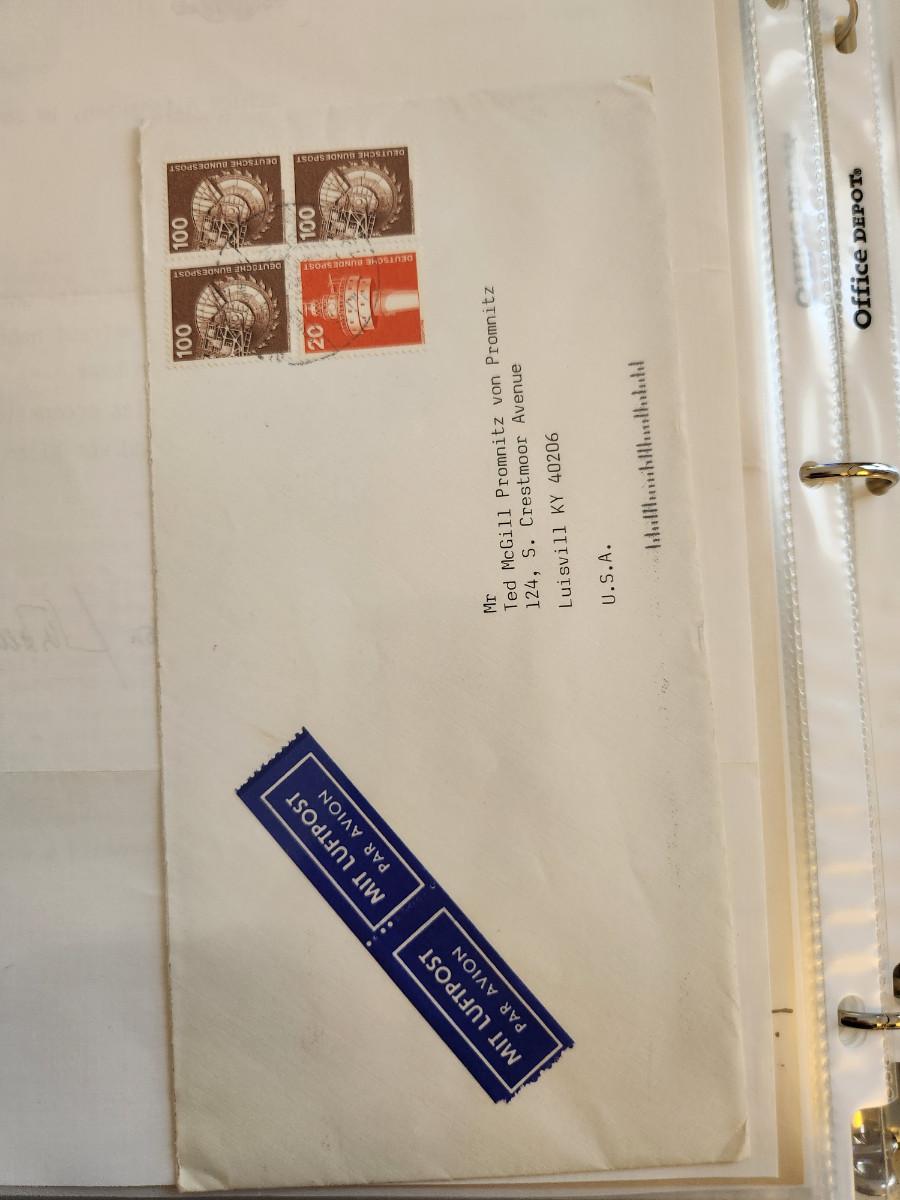 DEUTSCHE BUNDESPOST
100
DEUTSCHE BUNDESPOST
100
DEUTSCHE BUNDESPOST
100
DEUTSCHE BUNDESPOST
20
Mr
Ted McGill Promnitz von Promnitz
124, S. Crestmoor Avenue
Luisvill KY 40206
U.S.A.
MIT LUFTPOST
PAR AVION
MIT LUFTPOST
PAR AVION
Office DEPOT®